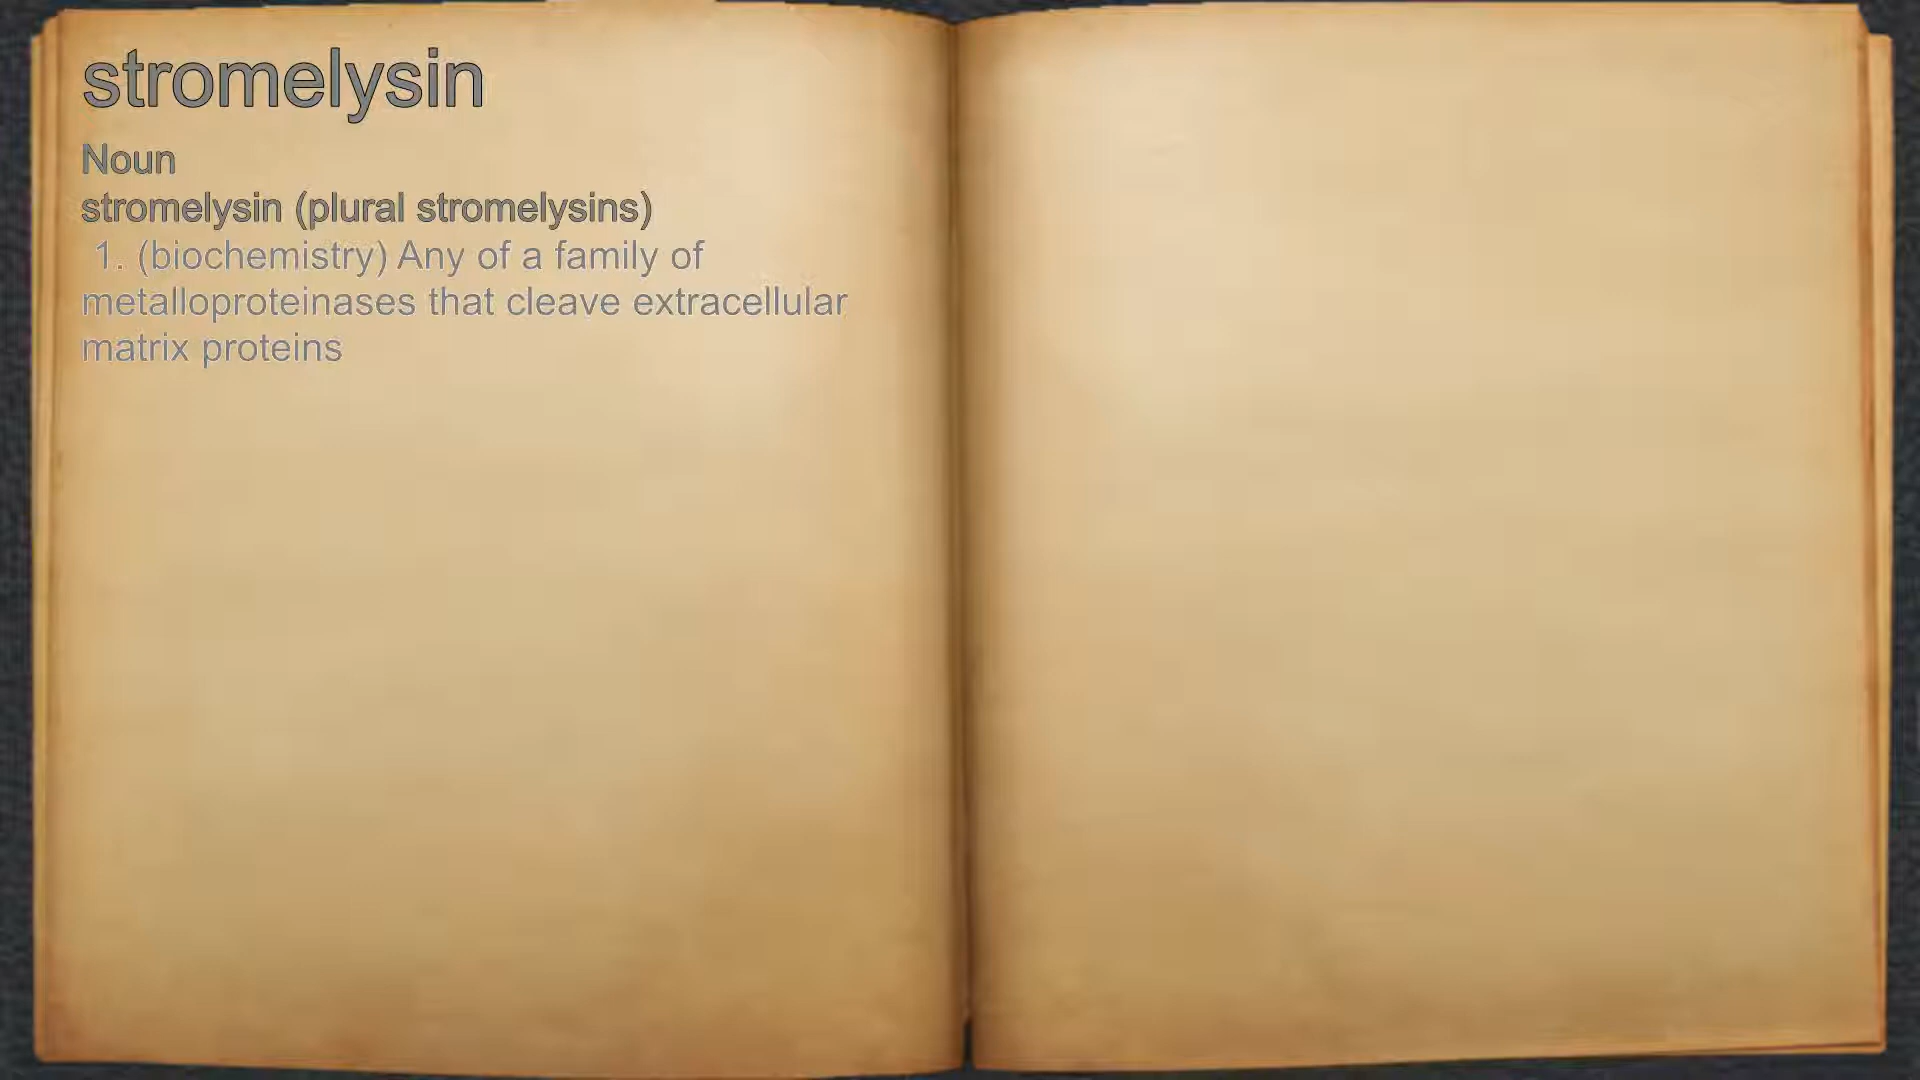 stromelysin
Noun
stromelysin (plural stromelysins)
1. (biochemistry) Any of a family of
metalloproteinases that cleave extracellular
matrix proteins